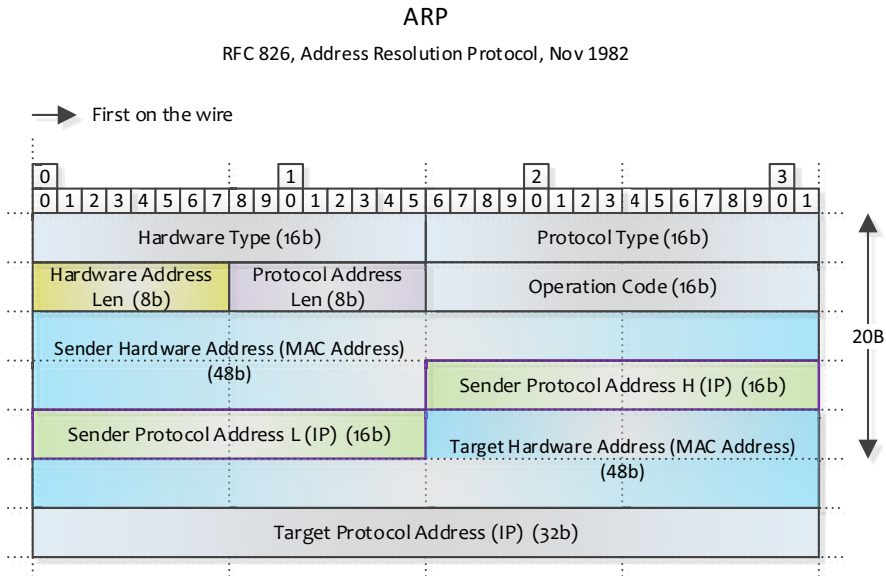 ARP
RFC 826, Address Resolution Protocol, Nov 1982
First on the wire
0 1 2 3
0 1 2 3 4 5 6 7 8 9 0 1 2 3 4 5 6 7 8 9 0 1 2 3 4 5 6 7 8 9 0 1
Hardware Type (16b) Protocol Type (16b)
Hardware Address Protocol Address
Len (8b) Len (8b) Operation Code (16b)
20B
Sender Hardware Address (MAC Address)
(48b)
Sender Protocol Address H (IP) (16b)
Sender Protocol Address L (IP) (16b)
Target Hardware Address (MAC Address)
(48b)
Target Protocol Address (IP) (32b)